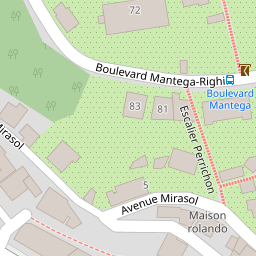 72
Boulevard Mantega-Righi
Boulevard
Mantega
83
81
Escalier Perrichon
Mirasol
5
Avenue Mirasol
Maison
rolando